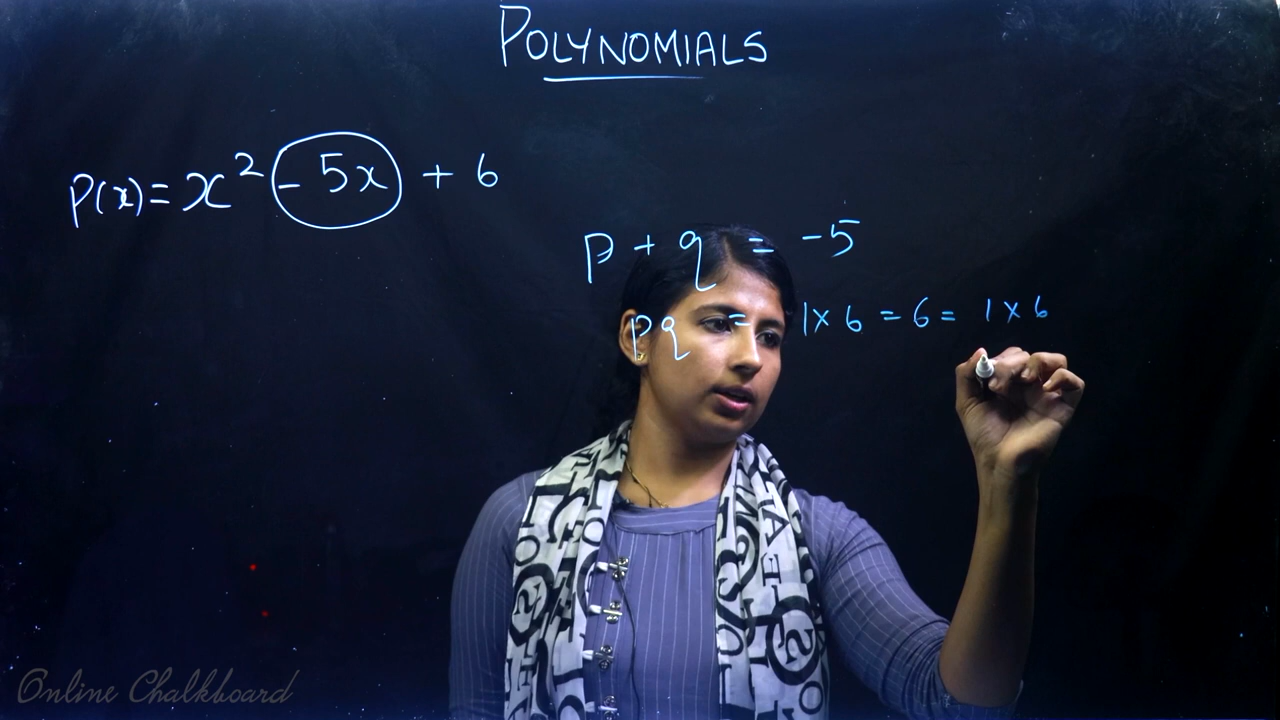 POLYNOMIALS
P(x) = x² - 5x + 6
p + q = -5
pq = 1 × 6 = 6 = 1 × 6
Online Chalkboard